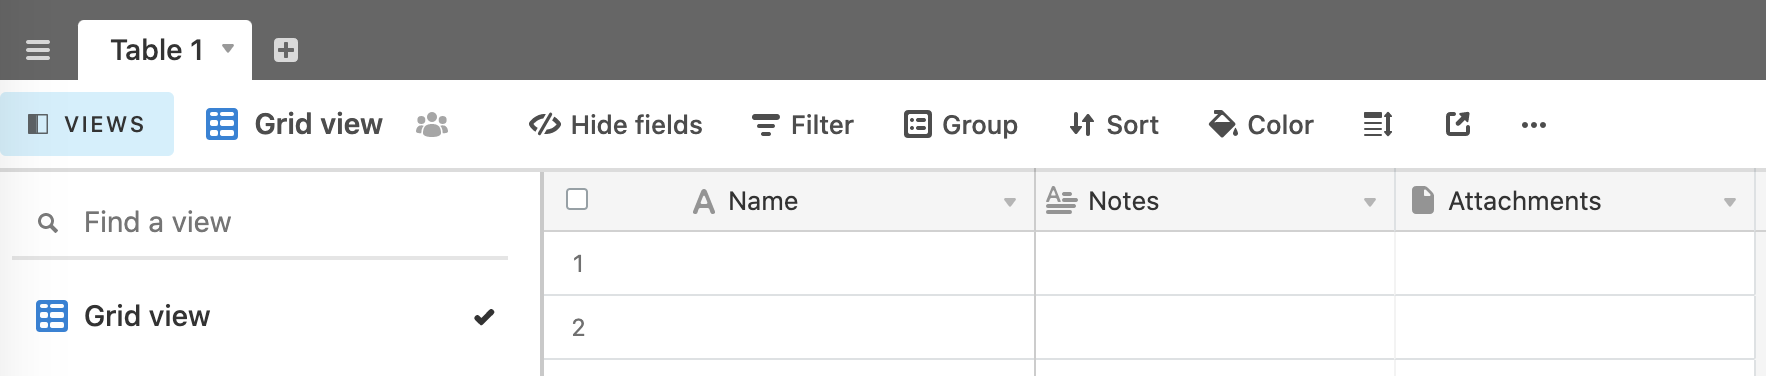 Table 1
VIEWS Grid view Hide fields Filter Group Sort Color
Find a view
Grid view
Name Notes Attachments
1
2